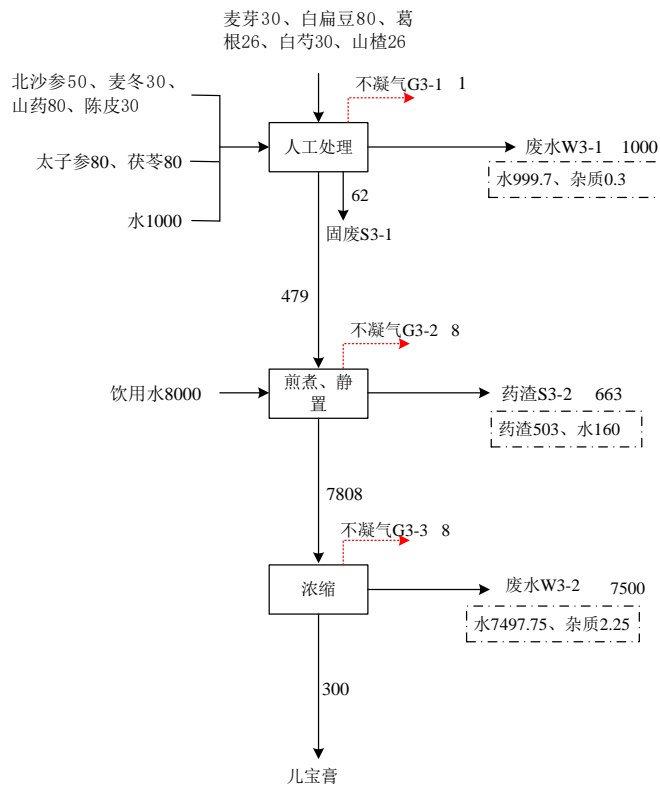 麦芽30、白扁豆80、葛
根26、白芍30、山楂26
不凝气G3-1 1
北沙参50、麦冬30、
山药80、陈皮30
人工处理
废水W3-1 1000
水999.7、杂质0.3
太子参80、茯苓80
62
水1000
固废S3-1
479
不凝气G3-2 8
饮用水8000
煎煮、静
置
药渣S3-2 663
药渣503、水160
7808
不凝气G3-3 8
浓缩
废水W3-2 7500
水7497.75、杂质2.25
300
儿宝膏